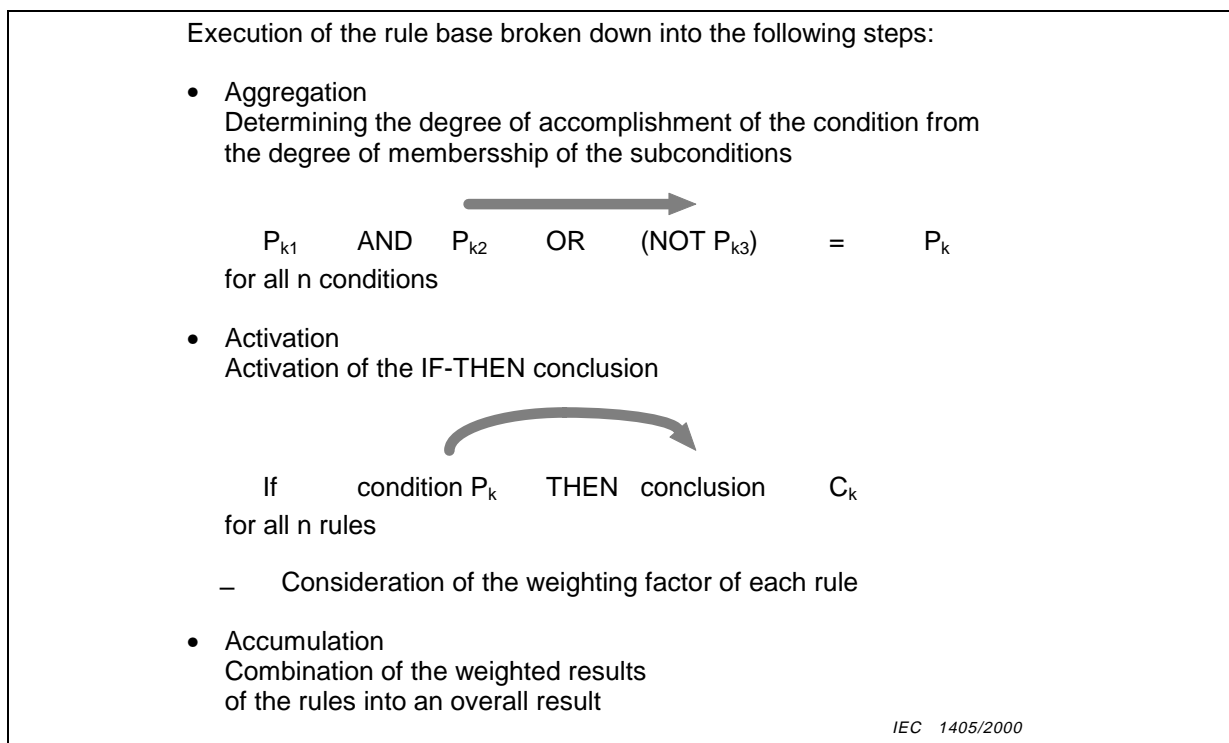 Execution of the rule base broken down into the following steps:
• Aggregation
Determining the degree of accomplishment of the condition from
the degree of membersship of the subconditions
Pk1 AND Pk2 OR (NOT Pk3) = Pk
for all n conditions
• Activation
Activation of the IF-THEN conclusion
If condition Pk THEN conclusion Ck
for all n rules
– Consideration of the weighting factor of each rule
• Accumulation
Combination of the weighted results
of the rules into an overall result
IEC 1405/2000